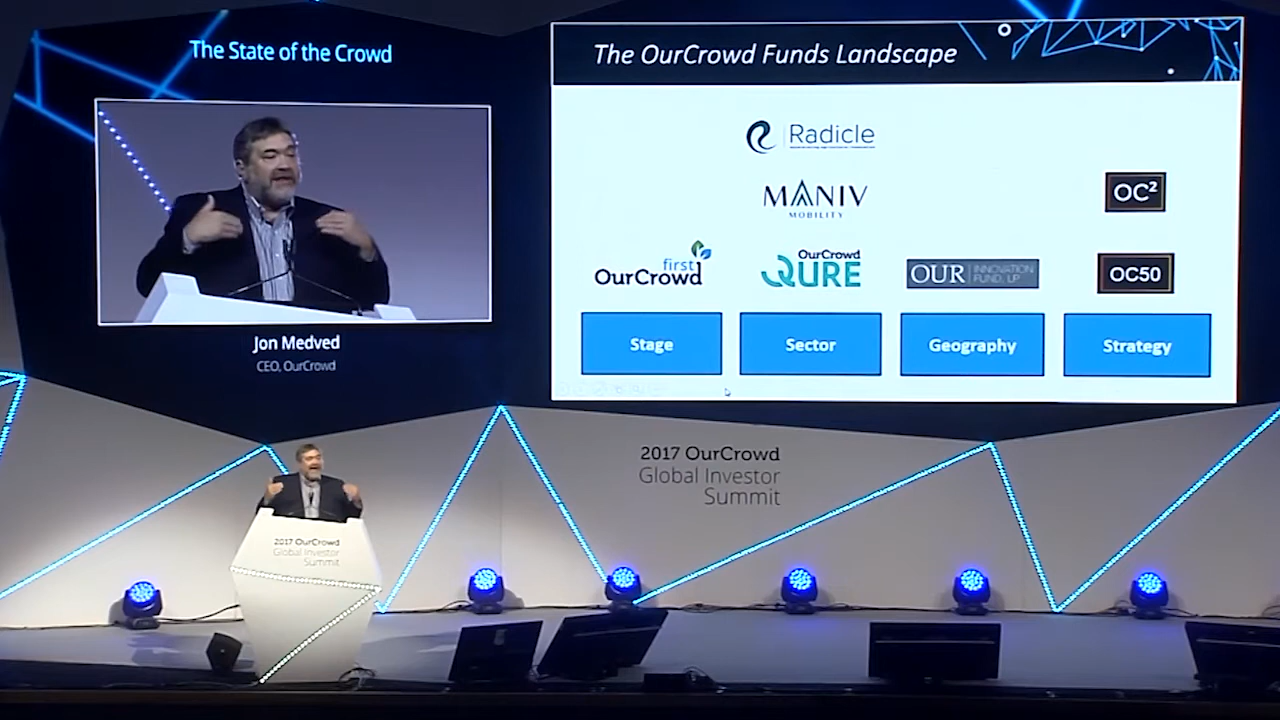 The State of the Crowd
Jon Medved
CEO, OurCrowd
The OurCrowd Funds Landscape
Radicle
MANIV
MOBILITY
OC²
first
OurCrowd
OurCrowd
QURE
OUR INNOVATION
FUND, LP
OC50
Stage
Sector
Geography
Strategy
2017 OurCrowd
Global Investor
Summit
2017 OurCrowd
Global Investor
Summit